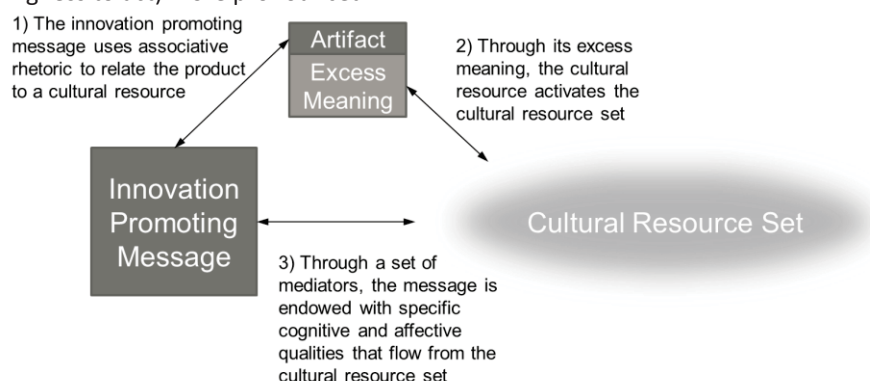 1) The innovation promoting
message uses associative
rhetoric to relate the product
to a cultural resource
Artifact
Excess
Meaning
2) Through its excess
meaning, the cultural
resource activates the
cultural resource set
Innovation
Promoting
Message
Cultural Resource Set
3) Through a set of
mediators, the message is
endowed with specific
cognitive and affective
qualities that flow from the
cultural resource set